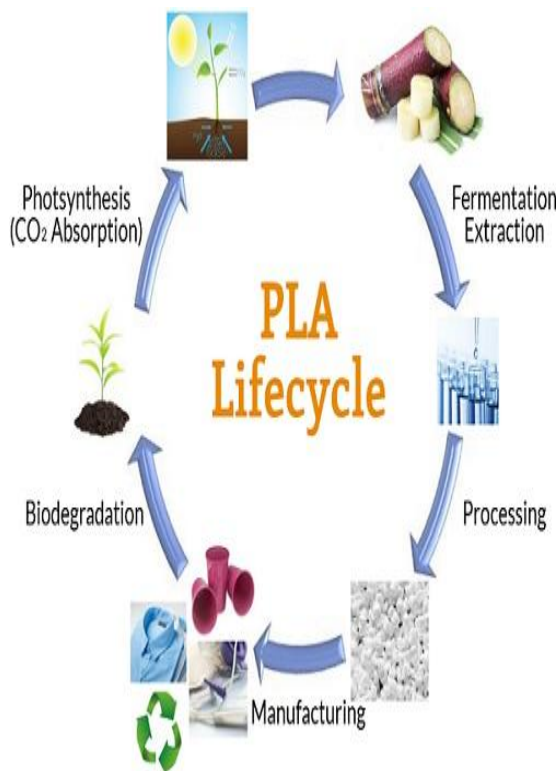 Photsynthesis
(CO₂ Absorption)
Fermentation
Extraction
PLA
Lifecycle
Biodegradation
Processing
Manufacturing